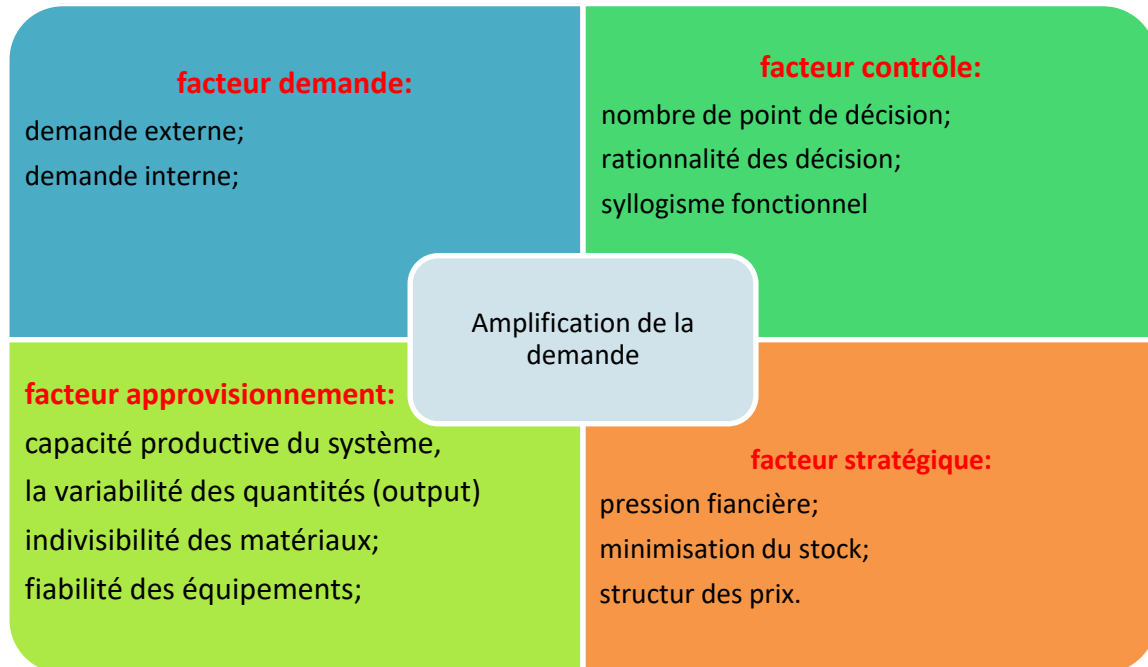 facteur demande:
demande externe;
demande interne;
facteur contrôle:
nombre de point de décision;
rationnalité des décision;
syllogisme fonctionnel
Amplification de la
demande
facteur approvisionnement:
capacité productive du système,
la variabilité des quantités (output)
indivisibilité des matériaux;
fiabilité des équipements;
facteur stratégique:
pression fiancière;
minimisation du stock;
structur des prix.